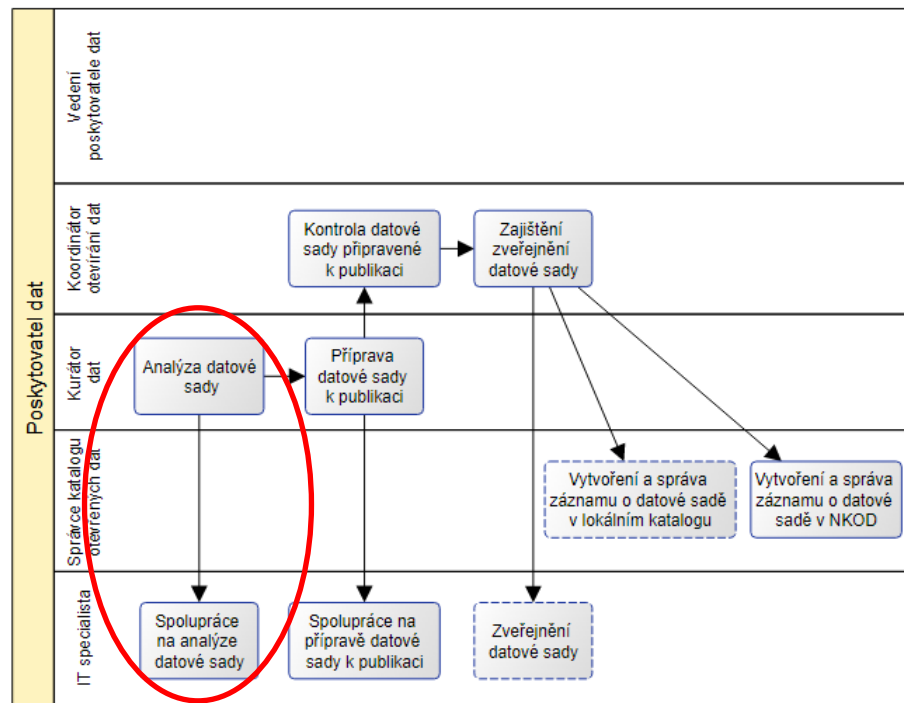 Poskytovatel dat
Vedení
poskytovatele dat
Koordinátor
otevírání dat
Kontrola datové
sady připravené
k publikaci
Zajištění
zveřejnění
datové sady
Kurátor
dat
Analýza datové
sady
Příprava
datové sady
k publikaci
Správce katalogu
otevřených dat
Vytvoření a správa
záznamu o datové sadě
v lokálním katalogu
Vytvoření a správa
záznamu o datové
sadě v NKOD
IT specialista
Spolupráce
na analýze
datové sady
Spolupráce na
přípravě datové
sady k publikaci
Zveřejnění
datové sady